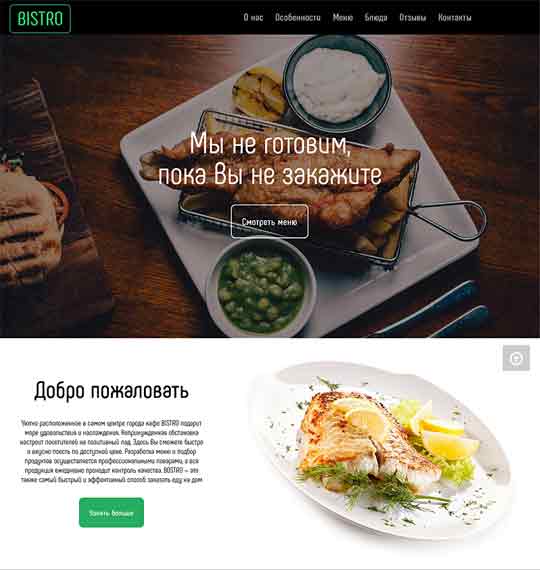 BISTRO
О нас Особенности Меню Блюда Отзывы Контакты
Мы не готовим,
пока Вы не закажите
Смотреть меню
Добро пожаловать
Уютно расположенное в самом центре города кафе BISTRO подарит
море удовольствия и наслаждения. Непринужденная обстановка
настроит посетителей на позитивный лад. Здесь Вы сможете быстро
и вкусно поесть по доступной цене. Разработка меню и подбор
продуктов осуществляется профессиональными поварами, а вся
продукция ежедневно проходит контроль качества. BISTRO – это
также самый быстрый и эффективный способ заказать еду на дом
Узнать больше